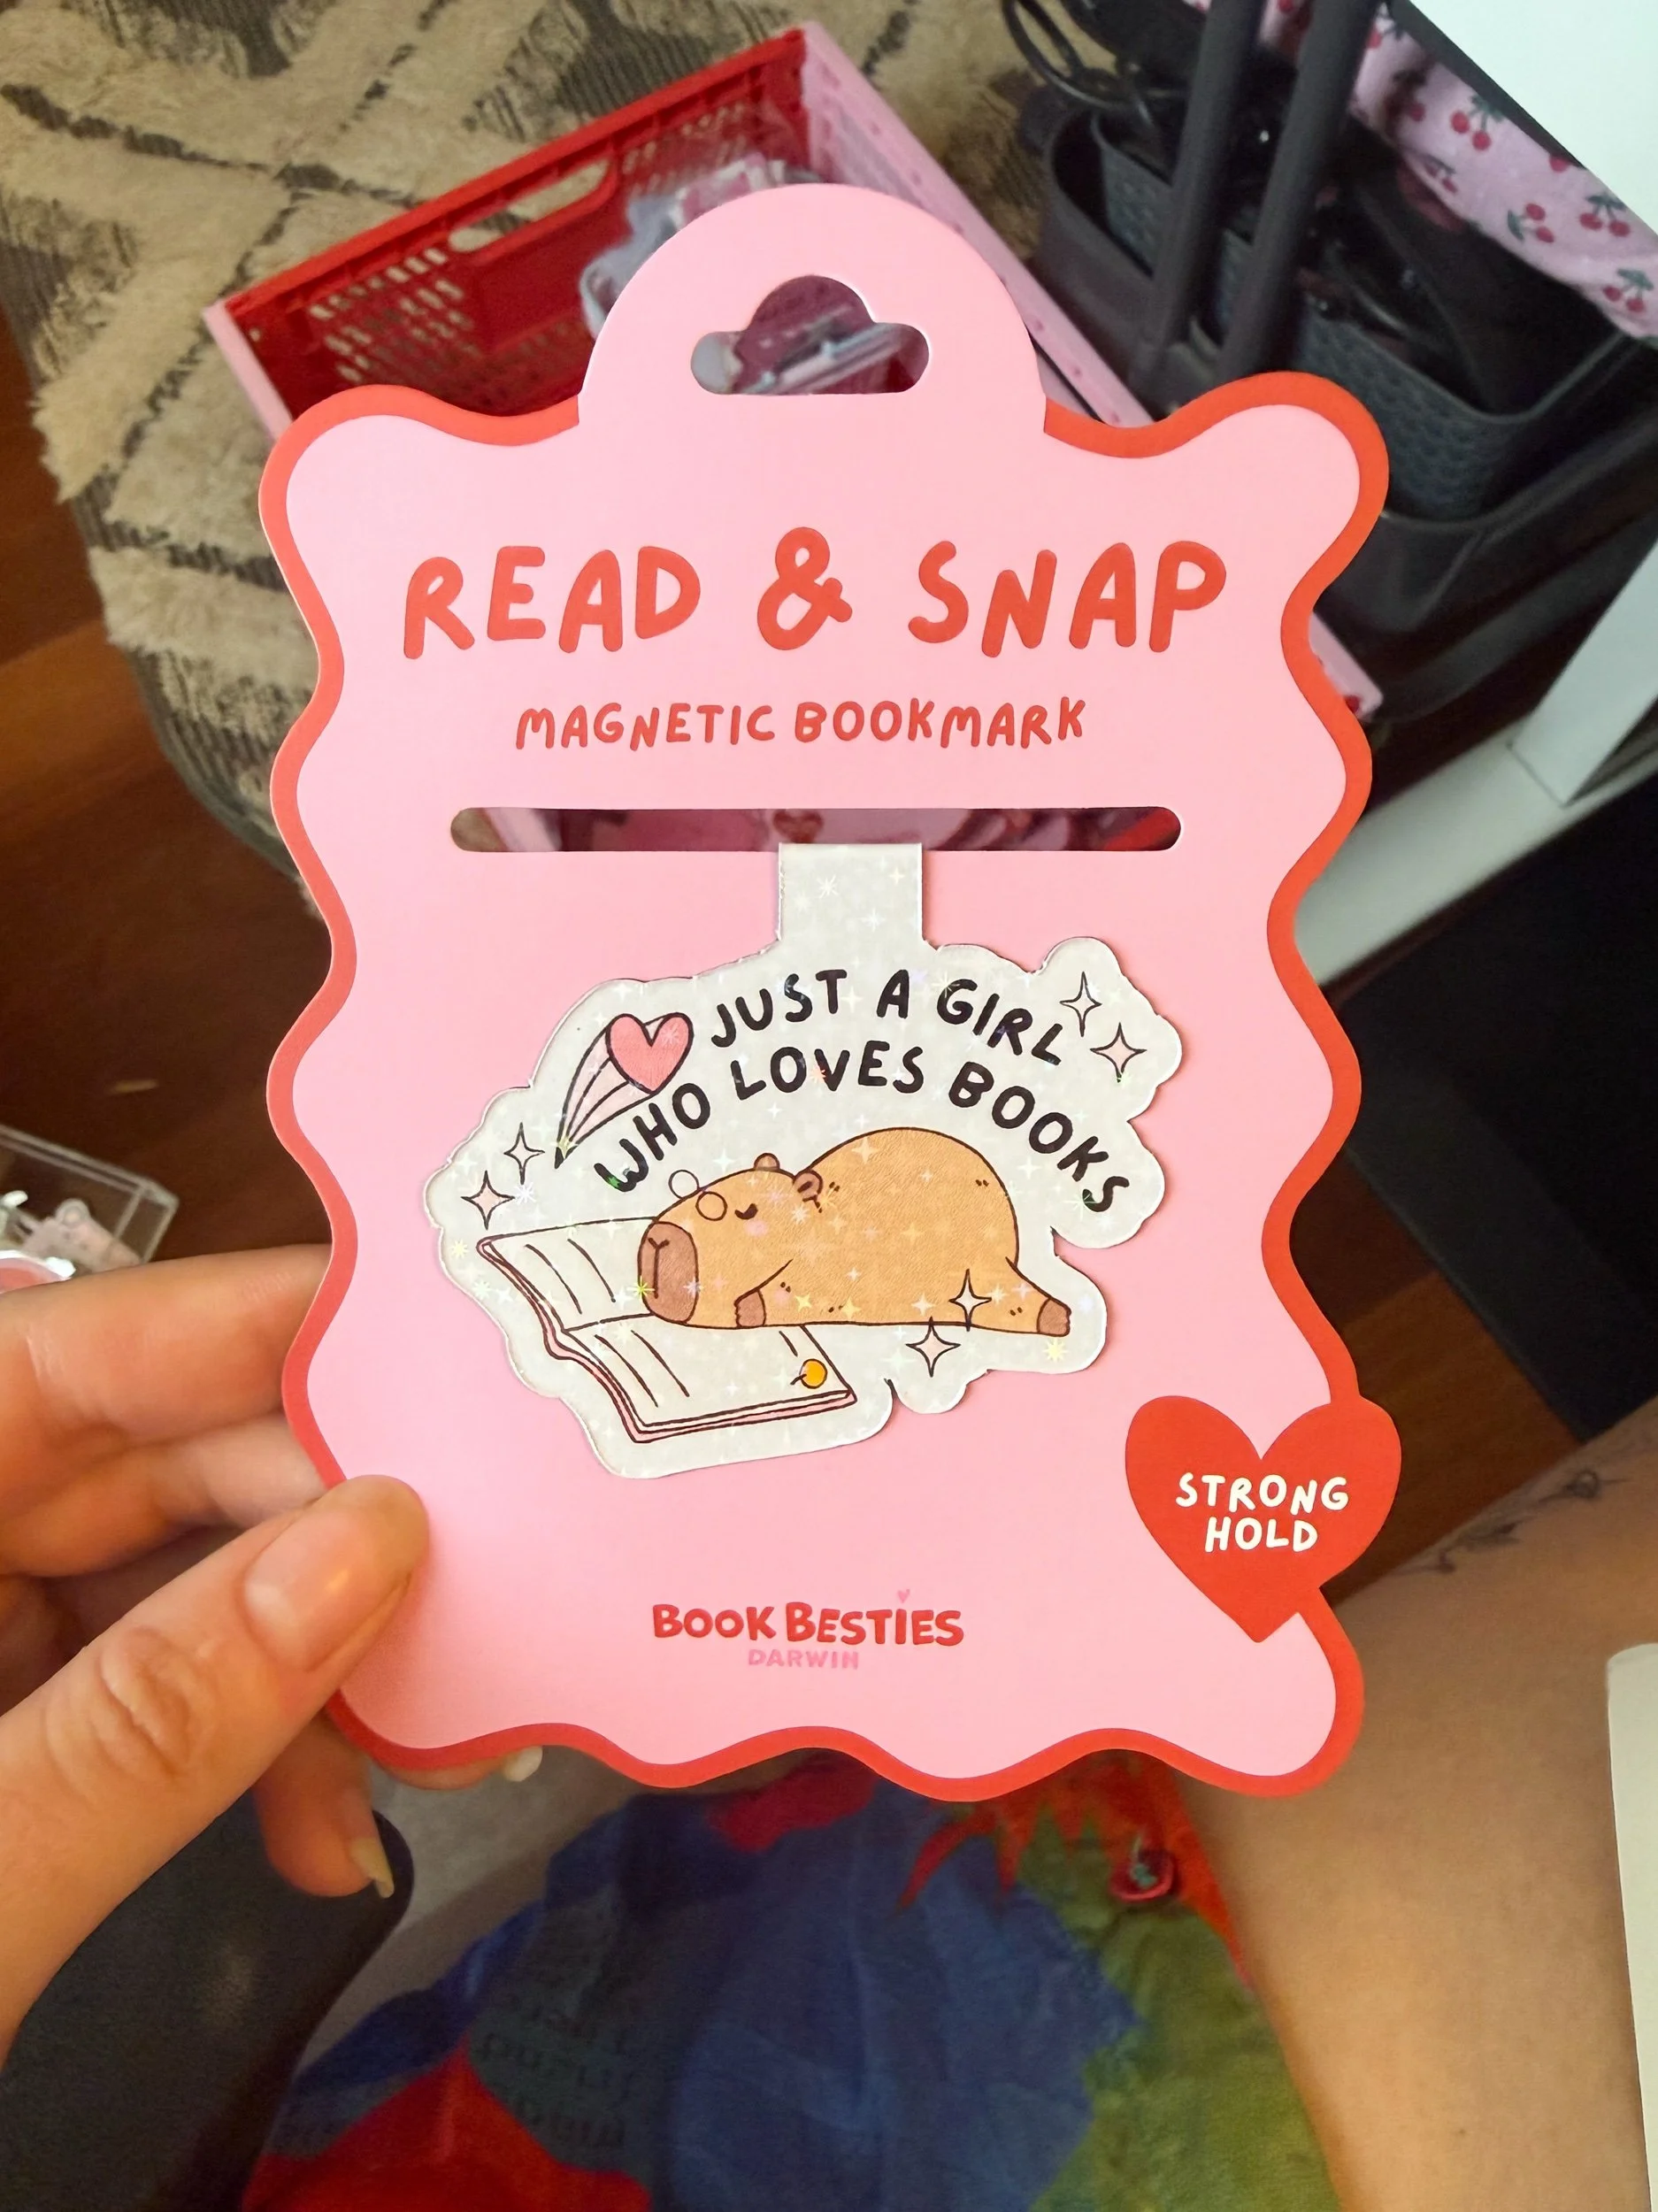 READ & SNAP
MAGNETIC BOOKMARK
JUST A GIRL
WHO LOVES BOOKS
STRONG
HOLD
BOOK BESTIES
DARWIN